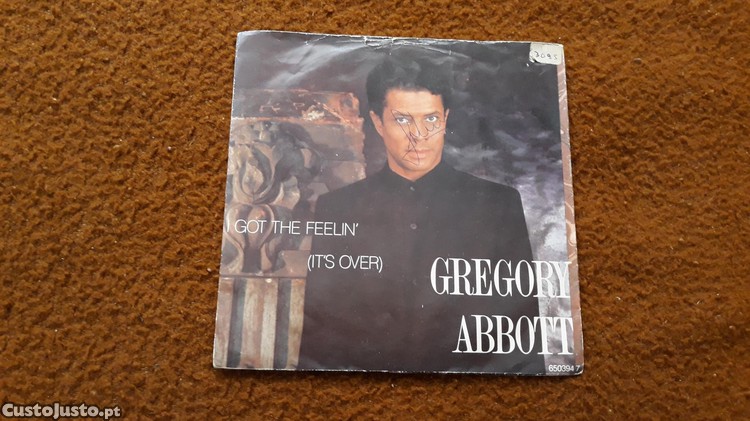 I GOT THE FEELIN'
(IT'S OVER)
GREGORY
ABBOTT
650394 7
CustoJusto.pt